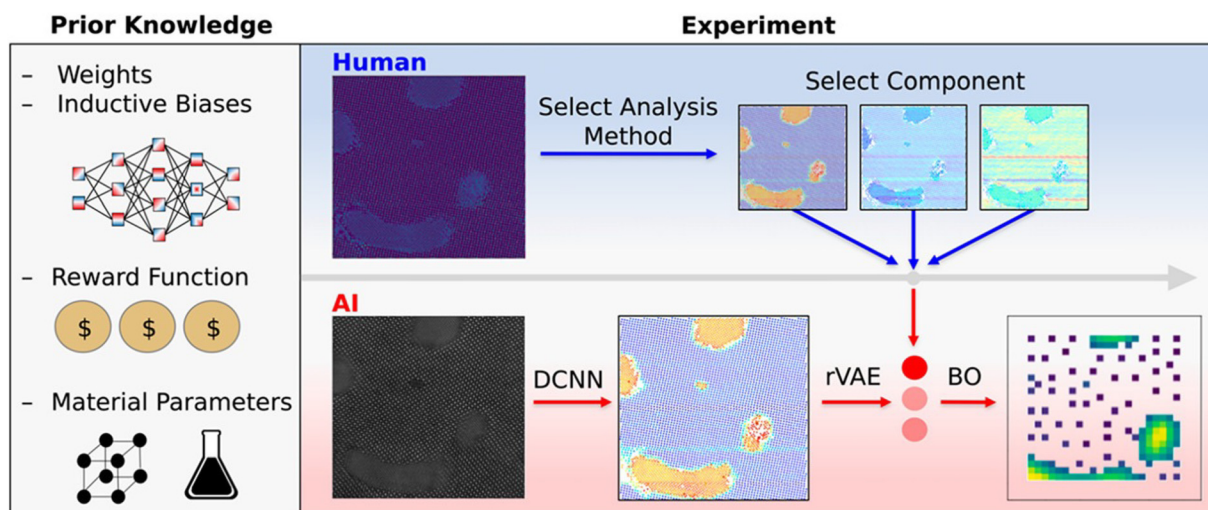 Prior Knowledge
Experiment
– Weights
– Inductive Biases
– Reward Function
$ $ $
– Material Parameters
Human
Select Analysis
Method
Select Component
AI
DCNN
rVAE
BO